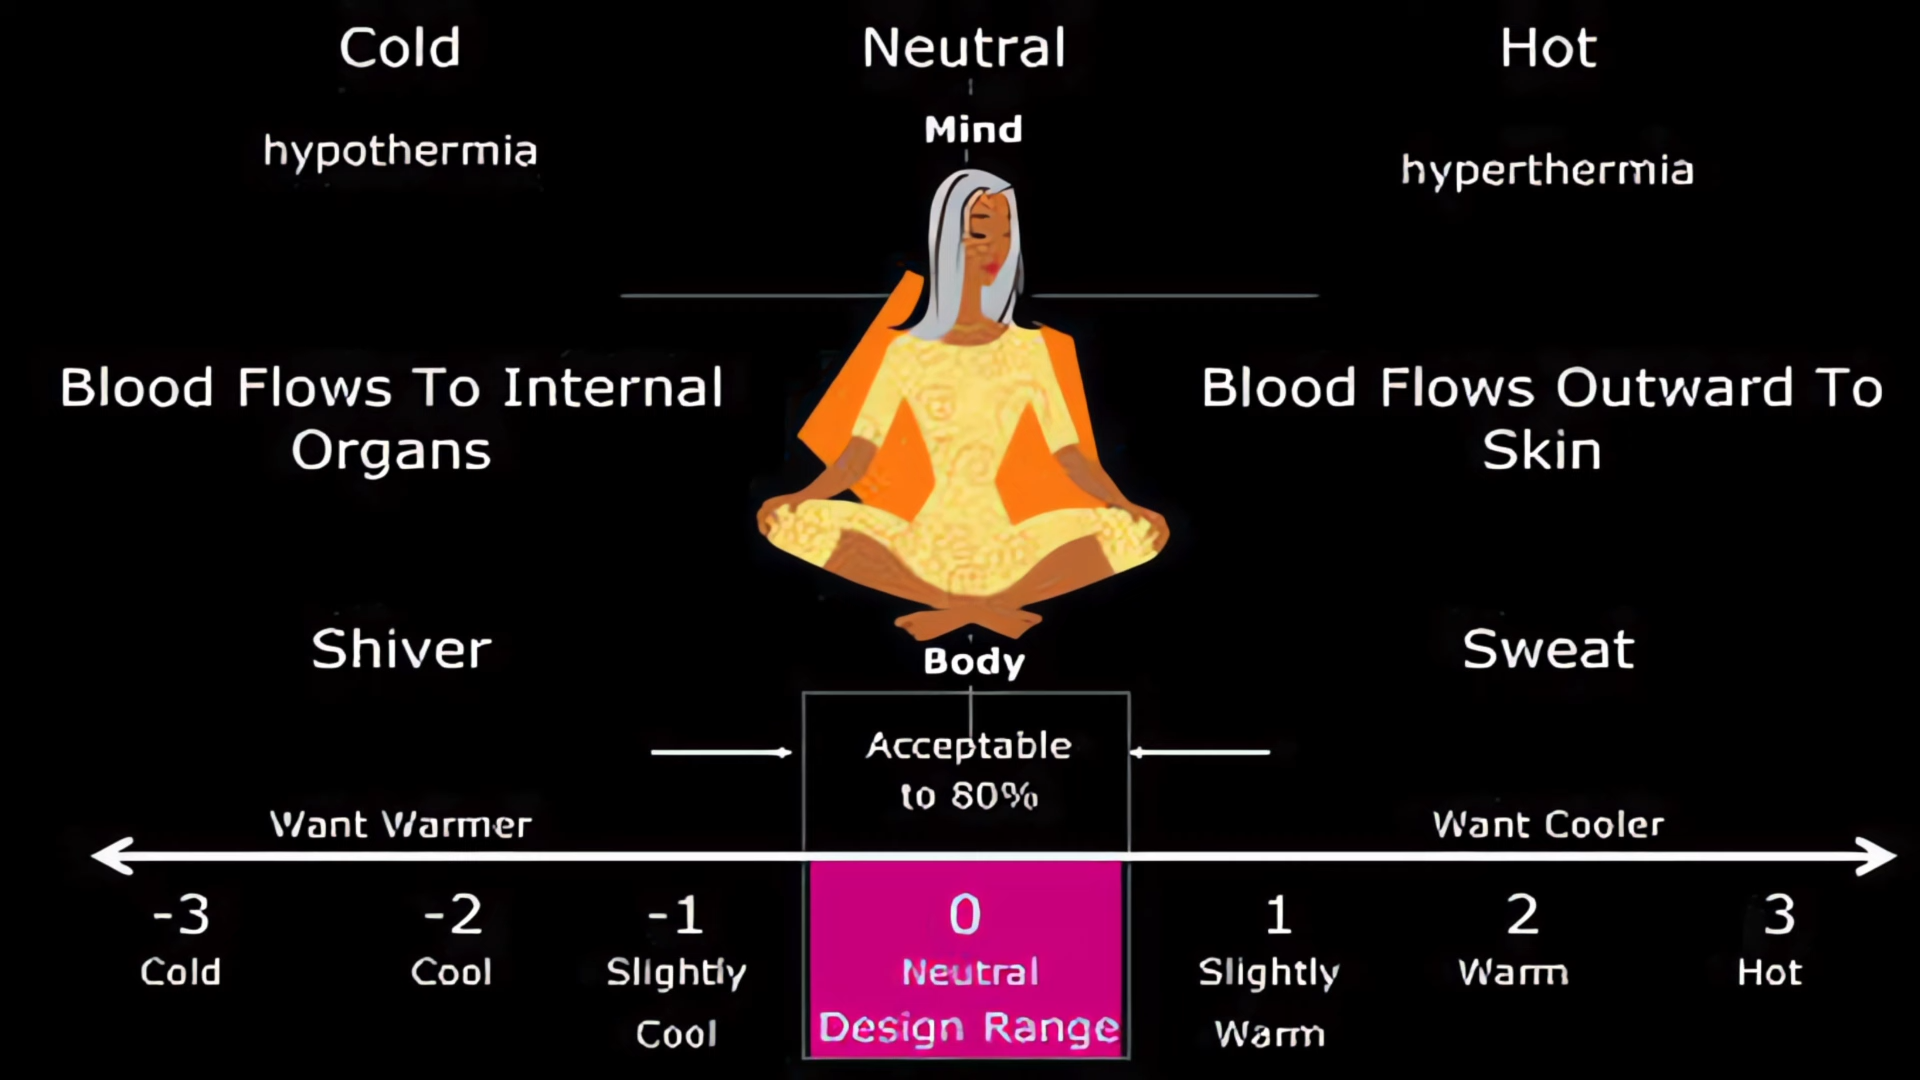 Cold
Neutral
Hot
Mind
hypothermia
hyperthermia
Blood Flows To Internal
Organs
Blood Flows Outward To
Skin
Shiver
Sweat
Body
Acceptable
to 80%
Want Warmer
Want Cooler
-3
-2
-1
0
1
2
3
Cold
Cool
Slightly
Cool
Neutral
Design Range
Slightly
Warm
Warm
Hot